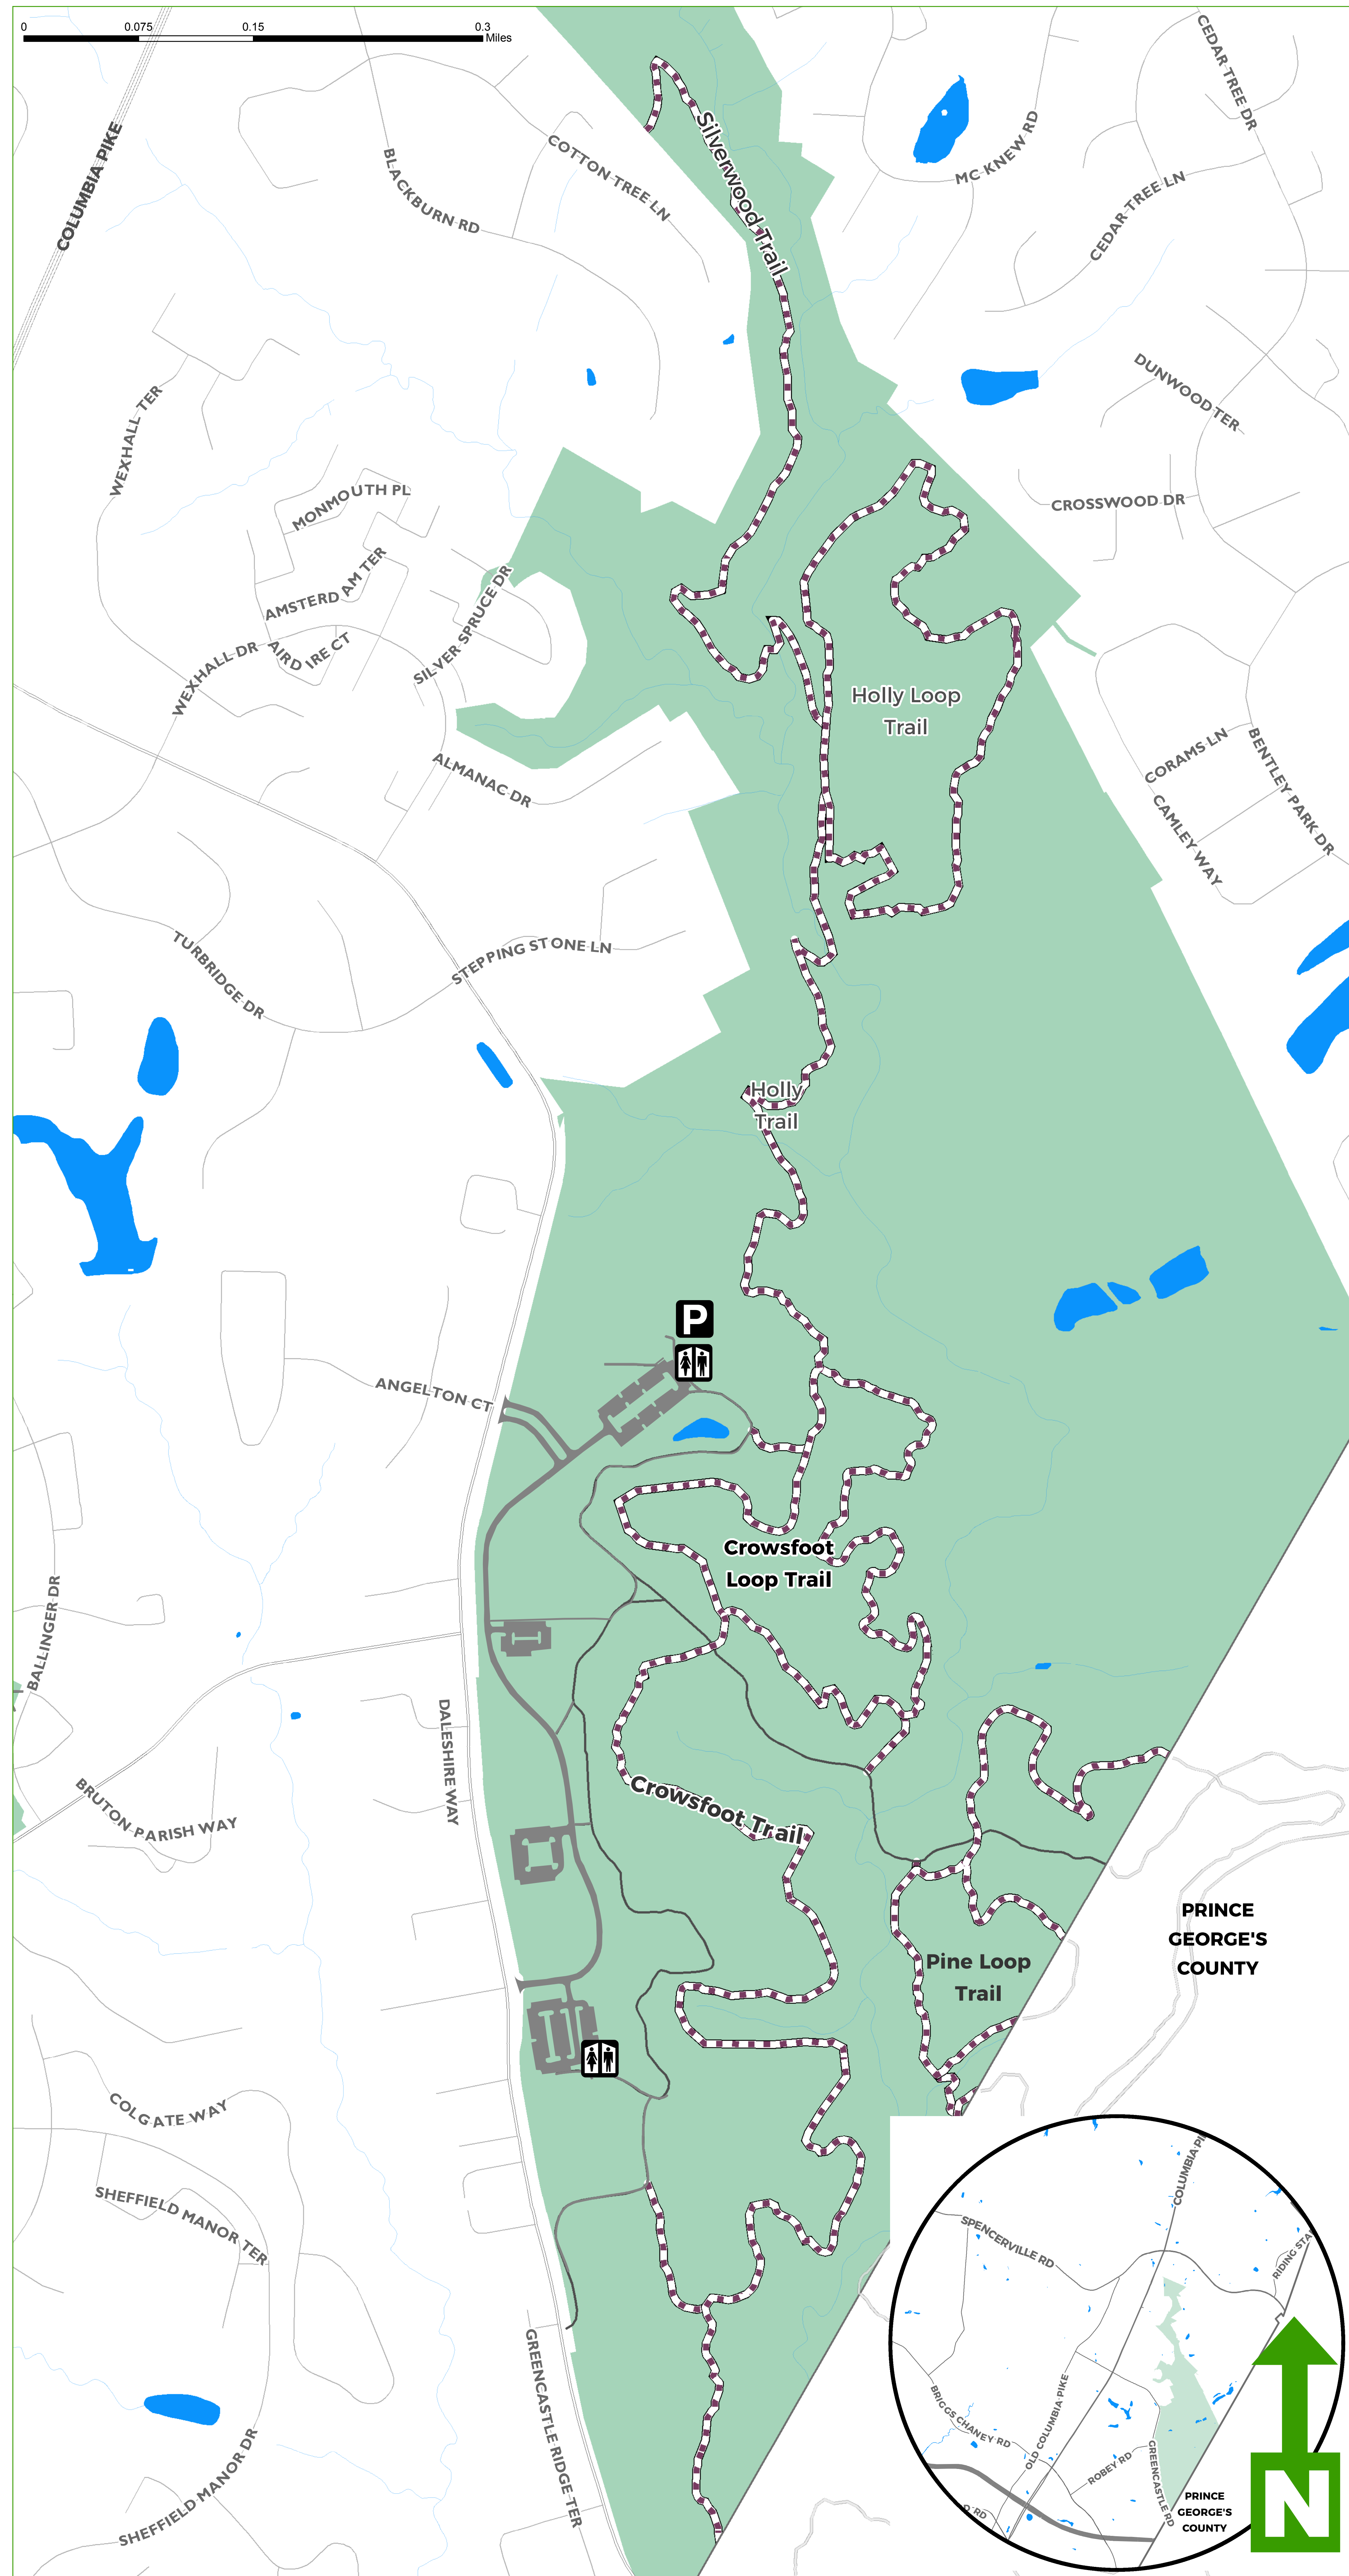 0 0.075 0.15 0.3
Miles
COLUMBIA PIKE
BLACKBURN RD
COTTON TREE LN
Silverwood Trail
MC KNEW RD
CEDAR TREE DR
CEDAR TREE LN
DUNWOOD TER
CROSSWOOD DR
WEXHALL TER
MONMOUTH PL
AMSTERD AM TER
AIRD IRE CT
WEXHALL DR
SILVER SPRUCE DR
ALMANAC DR
Holly Loop
Trail
CORAMS LN
CAMLEY WAY
BENTLEY PARK DR
TURBRIDGE DR
STEPPING STONE LN
Holly
Trail
P
ANGELTON CT
Crowsfoot
Loop Trail
BALLINGER DR
DALESHIRE WAY
BRUTON PARISH WAY
Crowsfoot Trail
PRINCE
GEORGE'S
COUNTY
Pine Loop
Trail
COLGATE WAY
SHEFFIELD MANOR TER
SHEFFIELD MANOR DR
GREENCASTLE RIDGE TER
COLUMBIA PI
SPENCERVILLE RD
RIDING STA
BRIGGS CHANEY RD
OLD COLUMBIA PIKE
ROBEY RD
GREENCASTLE RD
RD
PRINCE
GEORGE'S
COUNTY
N